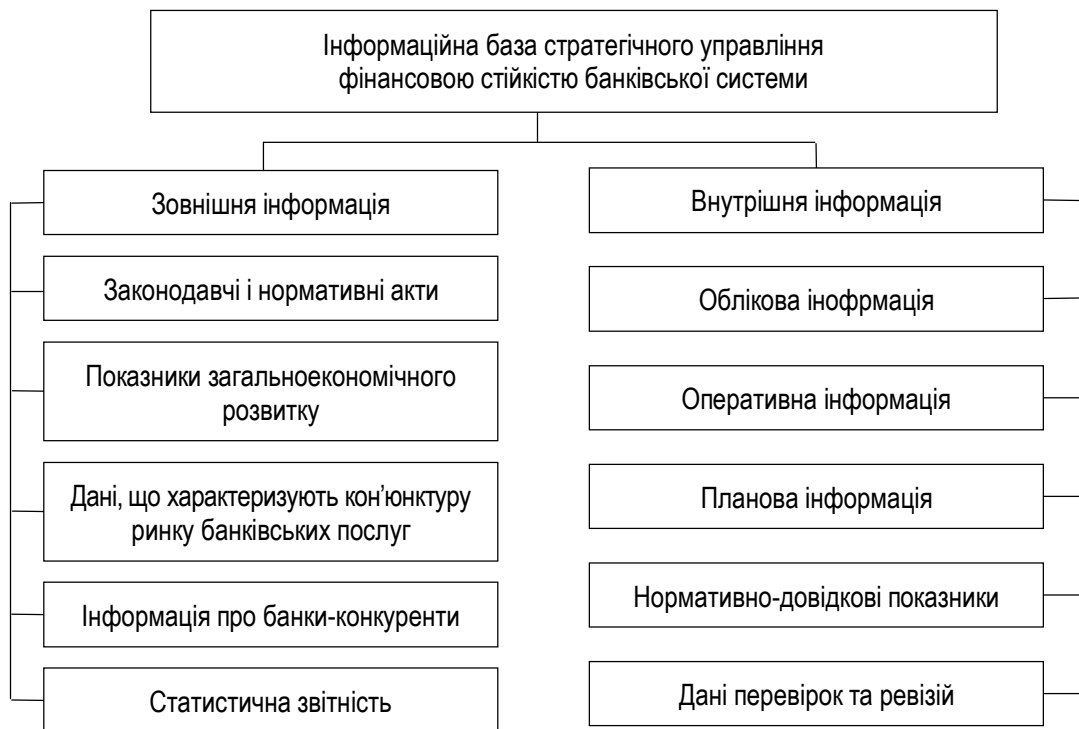 Інформаційна база стратегічного управління
фінансовою стійкістю банківської системи
Зовнішня інформація
Законодавчі і нормативні акти
Показники загальноекономічного
розвитку
Дані, що характеризують кон’юнктуру
ринку банківських послуг
Інформація про банки-конкуренти
Статистична звітність
Внутрішня інформація
Облікова інофрмація
Оперативна інформація
Планова інформація
Нормативно-довідкові показники
Дані перевірок та ревізій